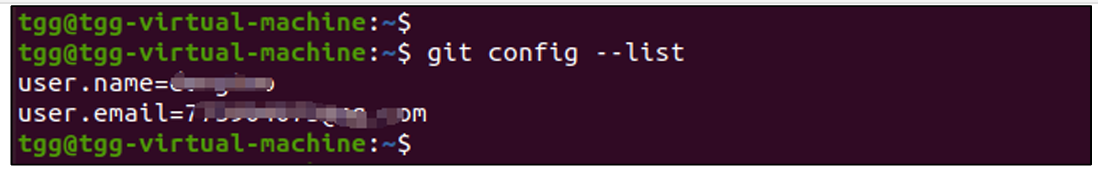 tgg@tgg-virtual-machine:~$
tgg@tgg-virtual-machine:~$ git config --list
user.name=
user.email=
tgg@tgg-virtual-machine:~$